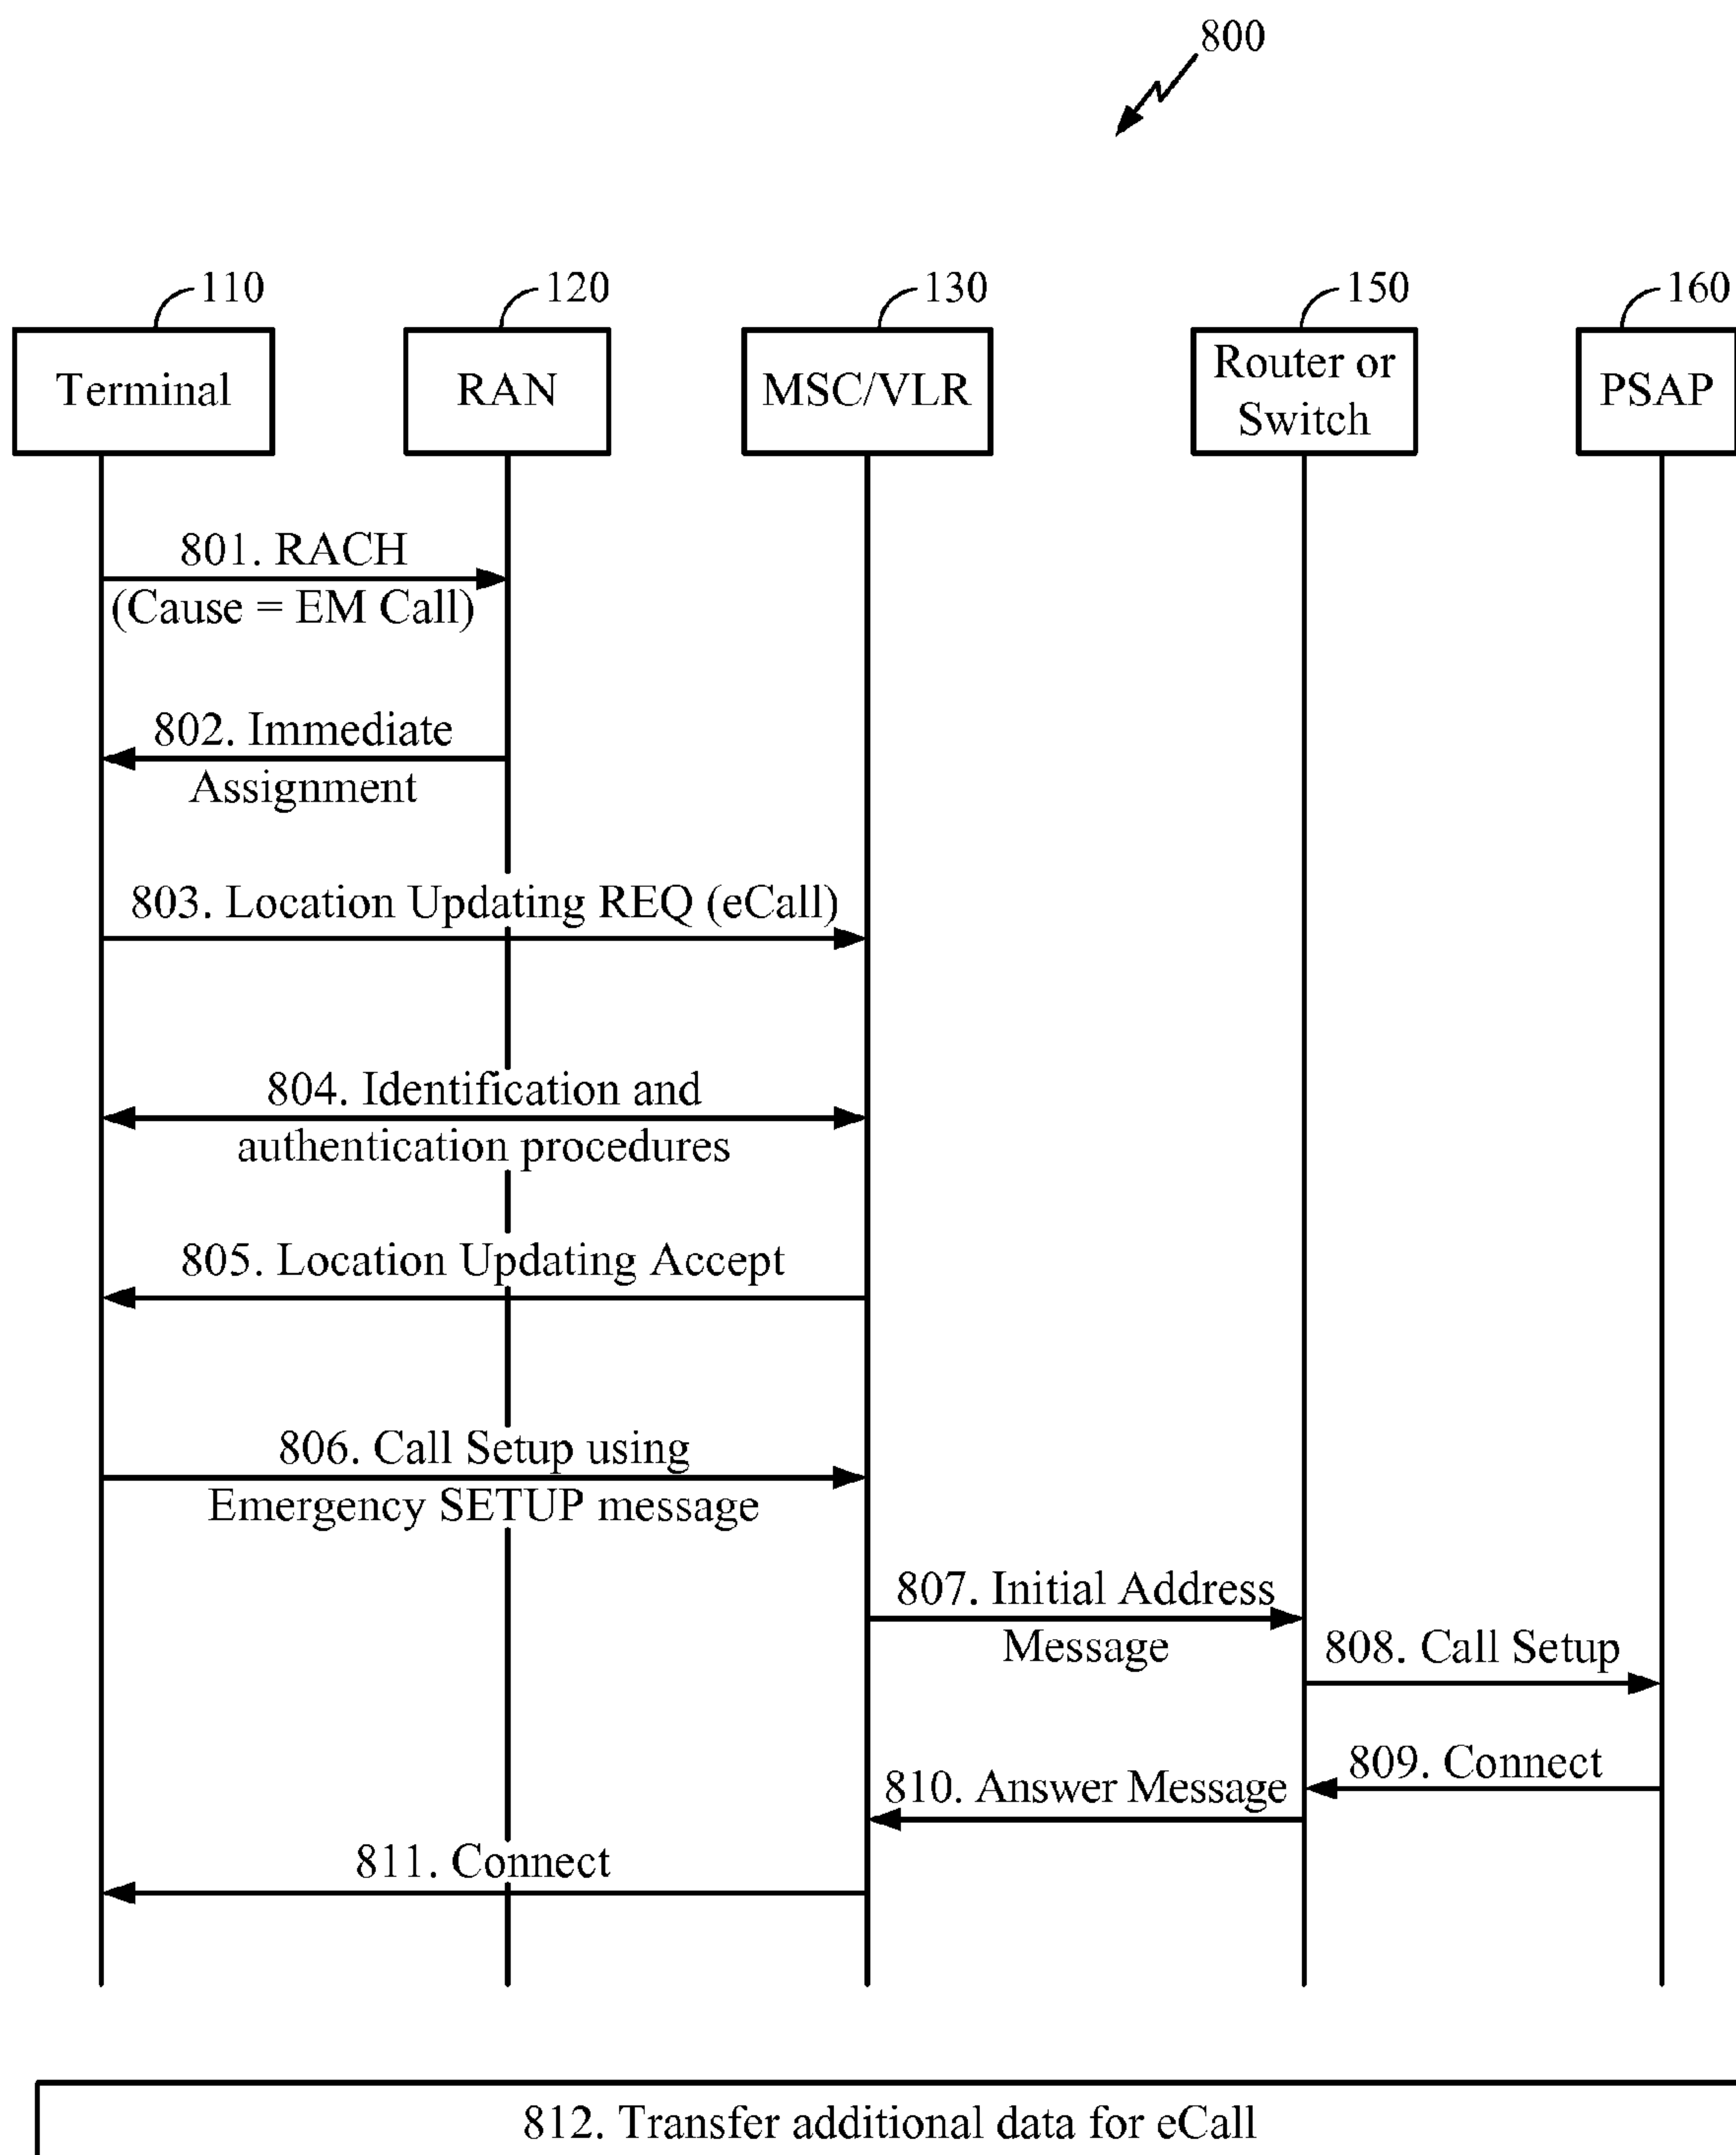 800
110
120
130
150
160
Terminal
RAN
MSC/VLR
Router or
Switch
PSAP
801. RACH
(Cause = EM Call)
802. Immediate
Assignment
803. Location Updating REQ (eCall)
804. Identification and
authentication procedures
805. Location Updating Accept
806. Call Setup using
Emergency SETUP message
807. Initial Address
Message
808. Call Setup
809. Connect
810. Answer Message
811. Connect
812. Transfer additional data for eCall